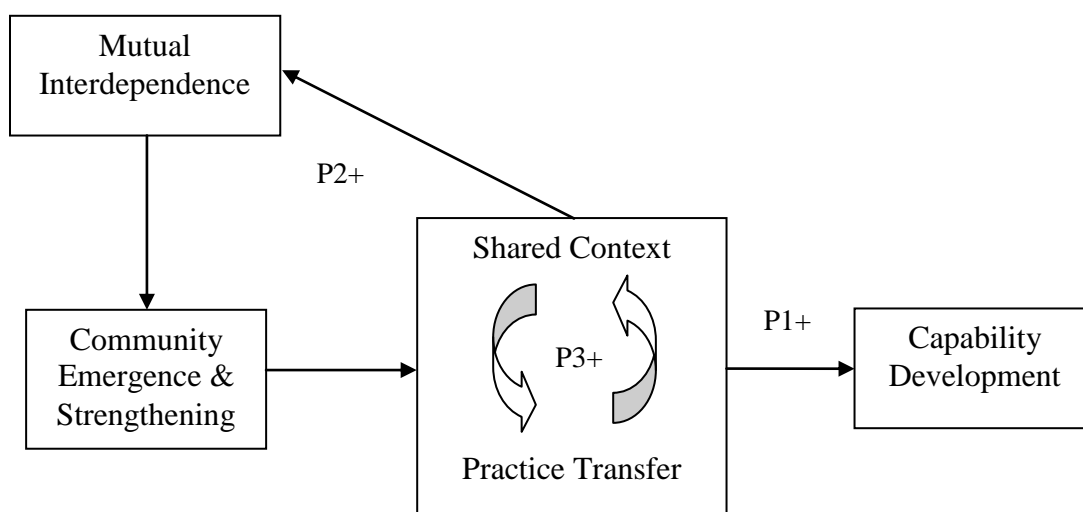 Mutual
Interdependence
P2+
Shared Context
P3+
Practice Transfer
Community
Emergence &
Strengthening
P1+
Capability
Development